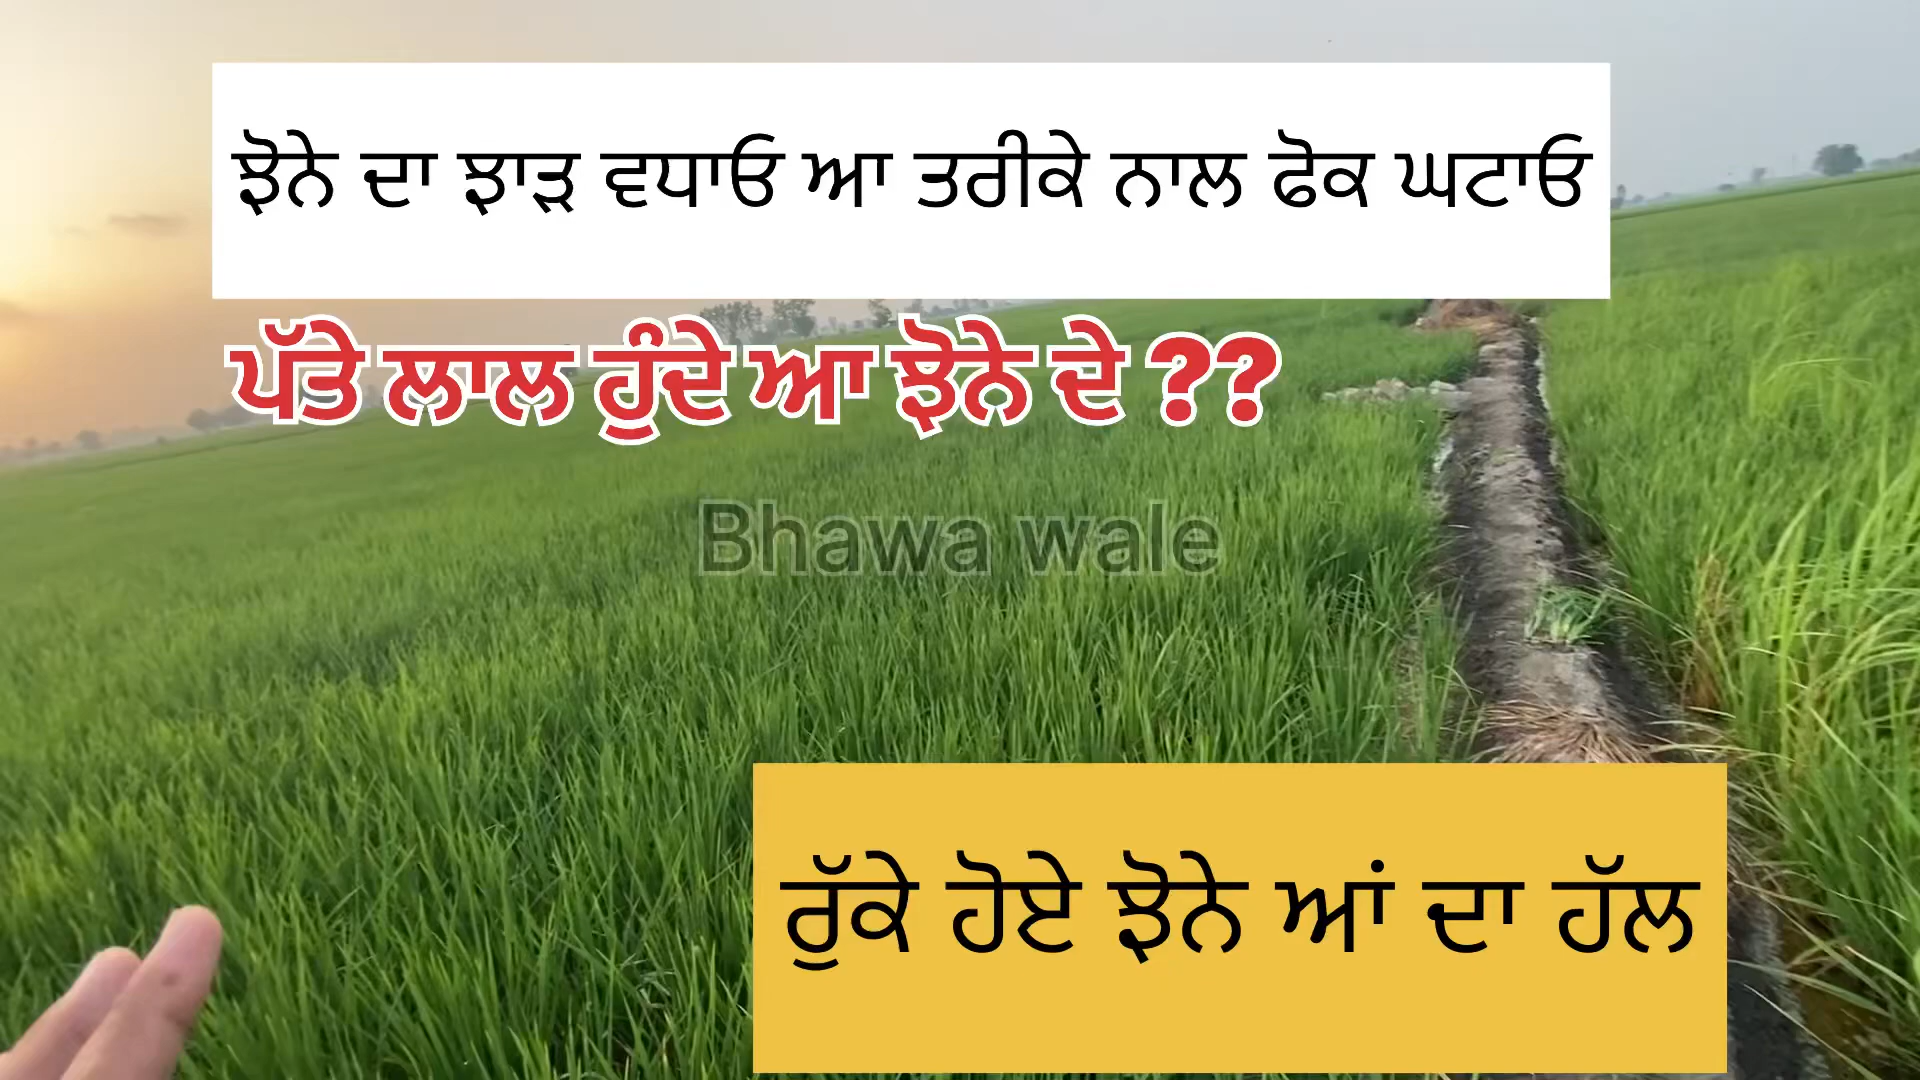 ਝੋਨੇ ਦਾ ਝਾੜ ਵਧਾਓ ਆ ਤਰੀਕੇ ਨਾਲ ਫੋਕ ਘਟਾਓ
ਪੱਤੇ ਲਾਲ ਹੁੰਦੇ ਆ ਝੋਨੇ ਦੇ ??
Bhawa wale
ਰੁੱਕੇ ਹੋਏ ਝੋਨੇ ਆਂ ਦਾ ਹੱਲ